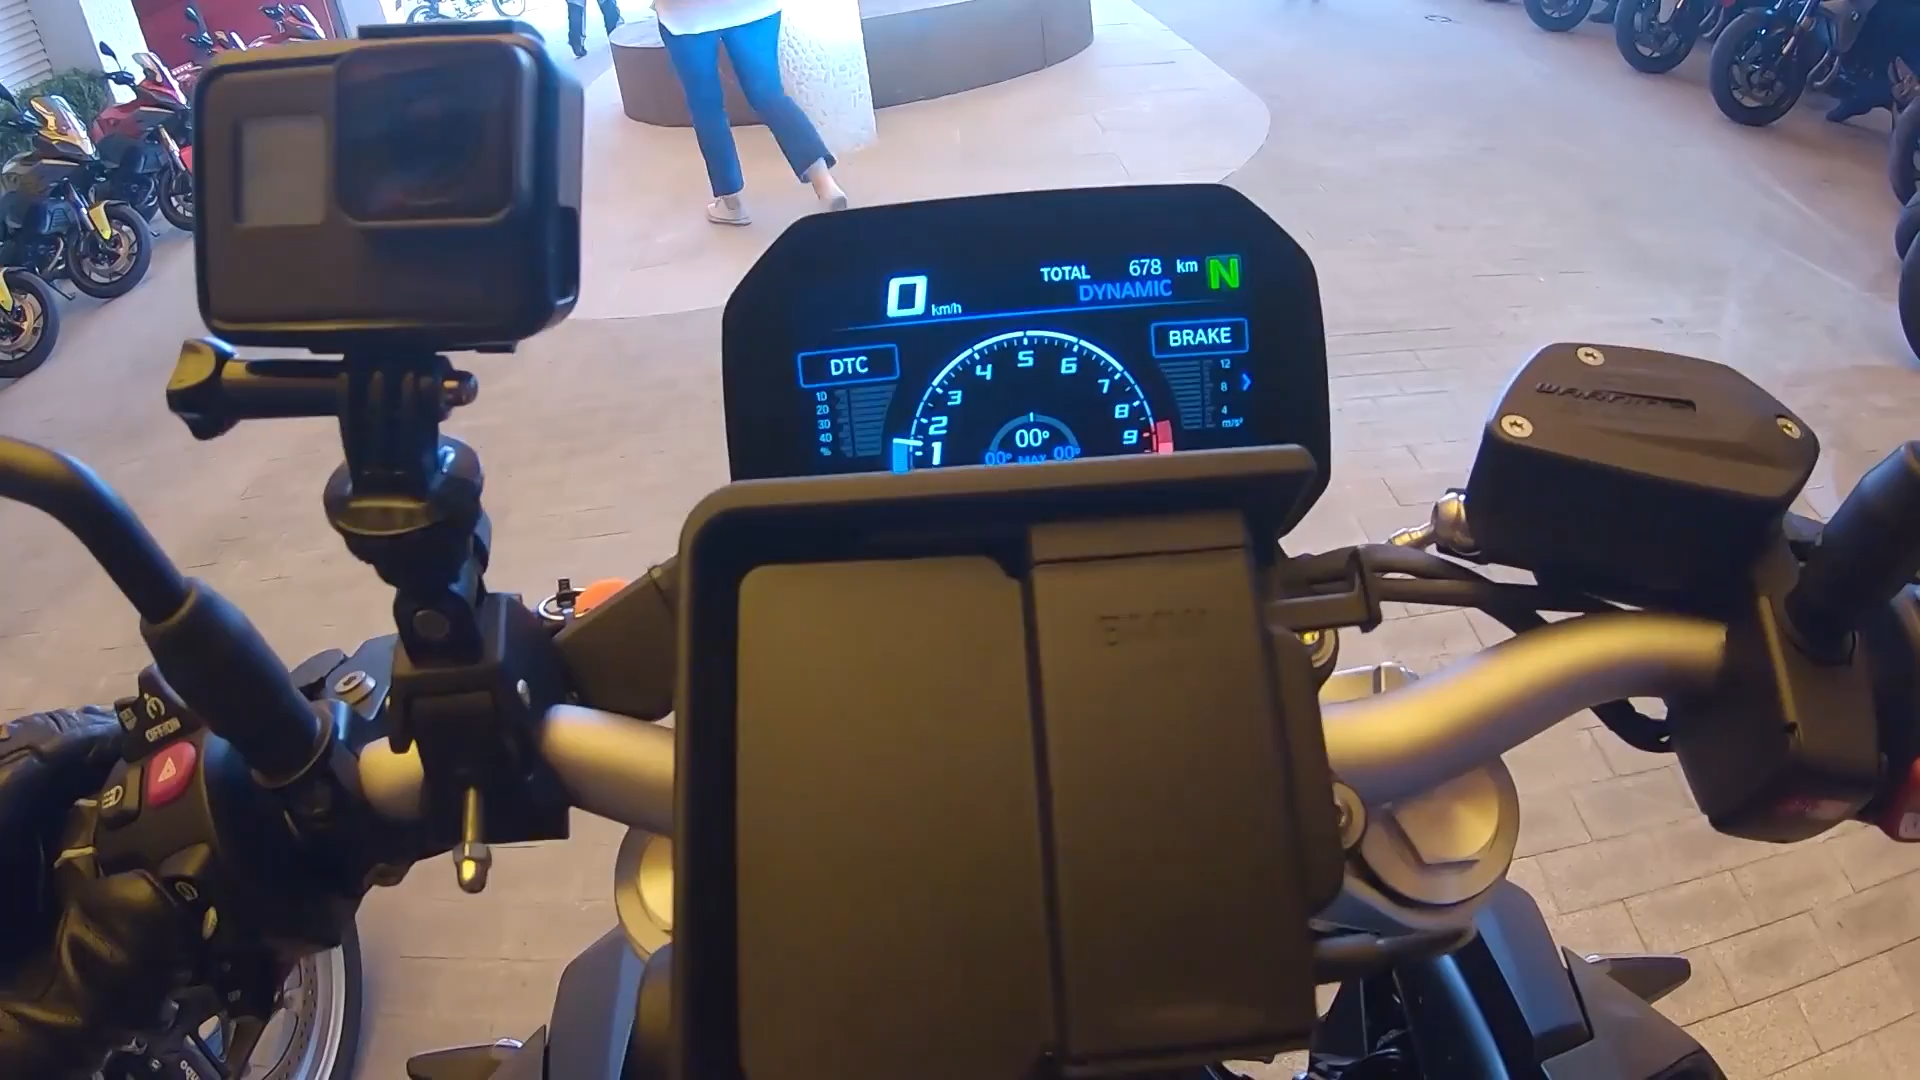 0 km/h
TOTAL 678 km N
DYNAMIC
DTC
BRAKE
10
20
30
40
%
12
8
4
m/s²
1 2 3 4 5 6 7 8 9
00°
00° MAX 00°
WARNING
OFF/ON